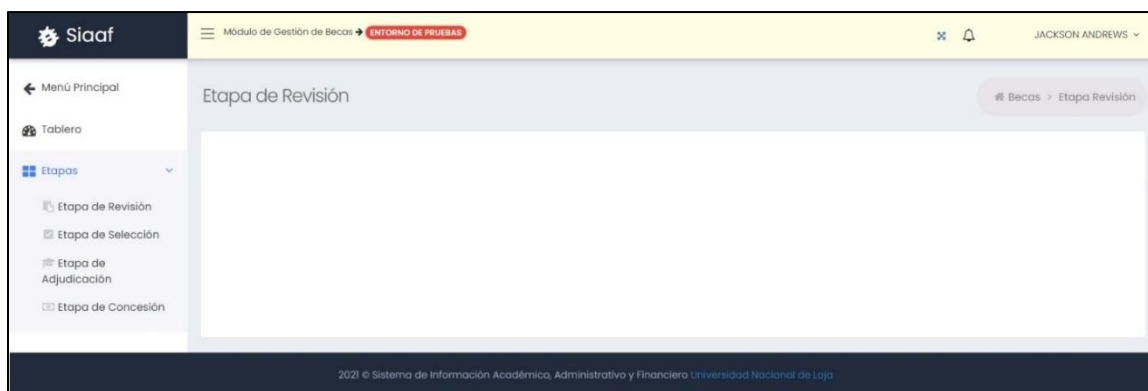 Siaaf
Módulo de Gestión de Becas ENTORNO DE PRUEBAS
JACKSON ANDREWS
Menú Principal
Tablero
Etapas
Etapa de Revisión
Etapa de Selección
Etapa de
Adjudicación
Etapa de Concesión
Etapa de Revisión
Becas > Etapa Revisión
2021 © Sistema de Información Académico, Administrativo y Financiero Universidad Nacional de Loja